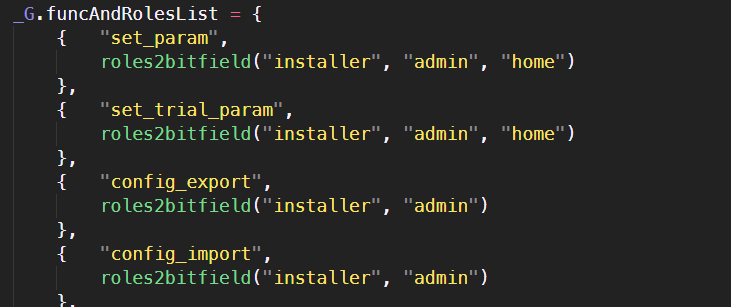 _G.funcAndRolesList = {
    {   "set_param",
        roles2bitfield("installer", "admin", "home")
    },
    {   "set_trial_param",
        roles2bitfield("installer", "admin", "home")
    },
    {   "config_export",
        roles2bitfield("installer", "admin")
    },
    {   "config_import",
        roles2bitfield("installer", "admin")
    },